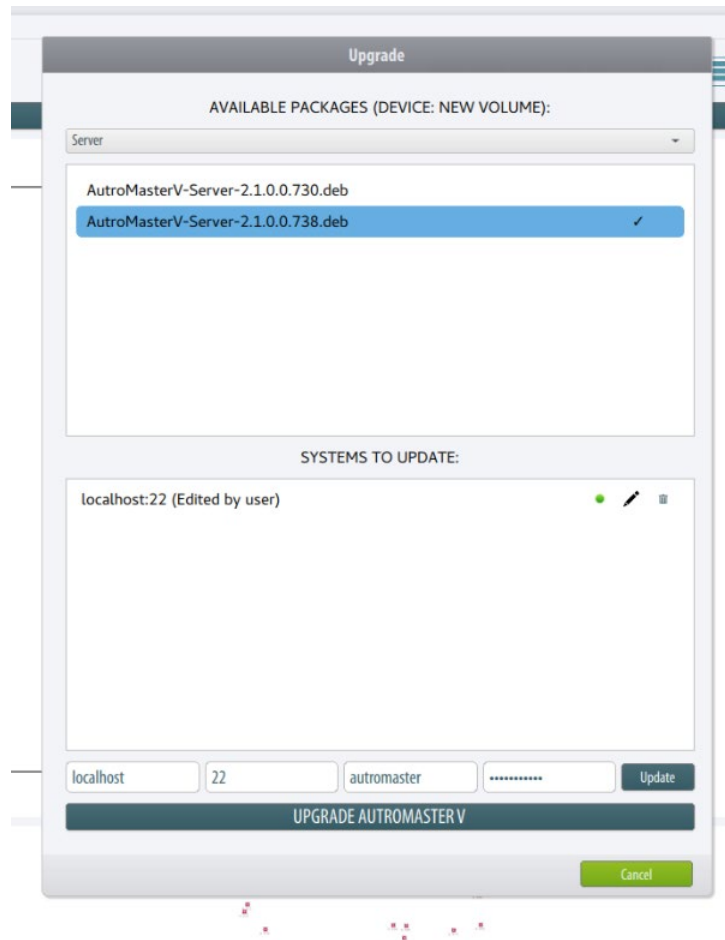 Upgrade
AVAILABLE PACKAGES (DEVICE: NEW VOLUME):
Server
AutroMasterV-Server-2.1.0.0.730.deb
AutroMasterV-Server-2.1.0.0.738.deb ✓
SYSTEMS TO UPDATE:
localhost:22 (Edited by user)
localhost 22 automaster ••••••••••• Update
UPGRADE AUTROMASTER V
Cancel